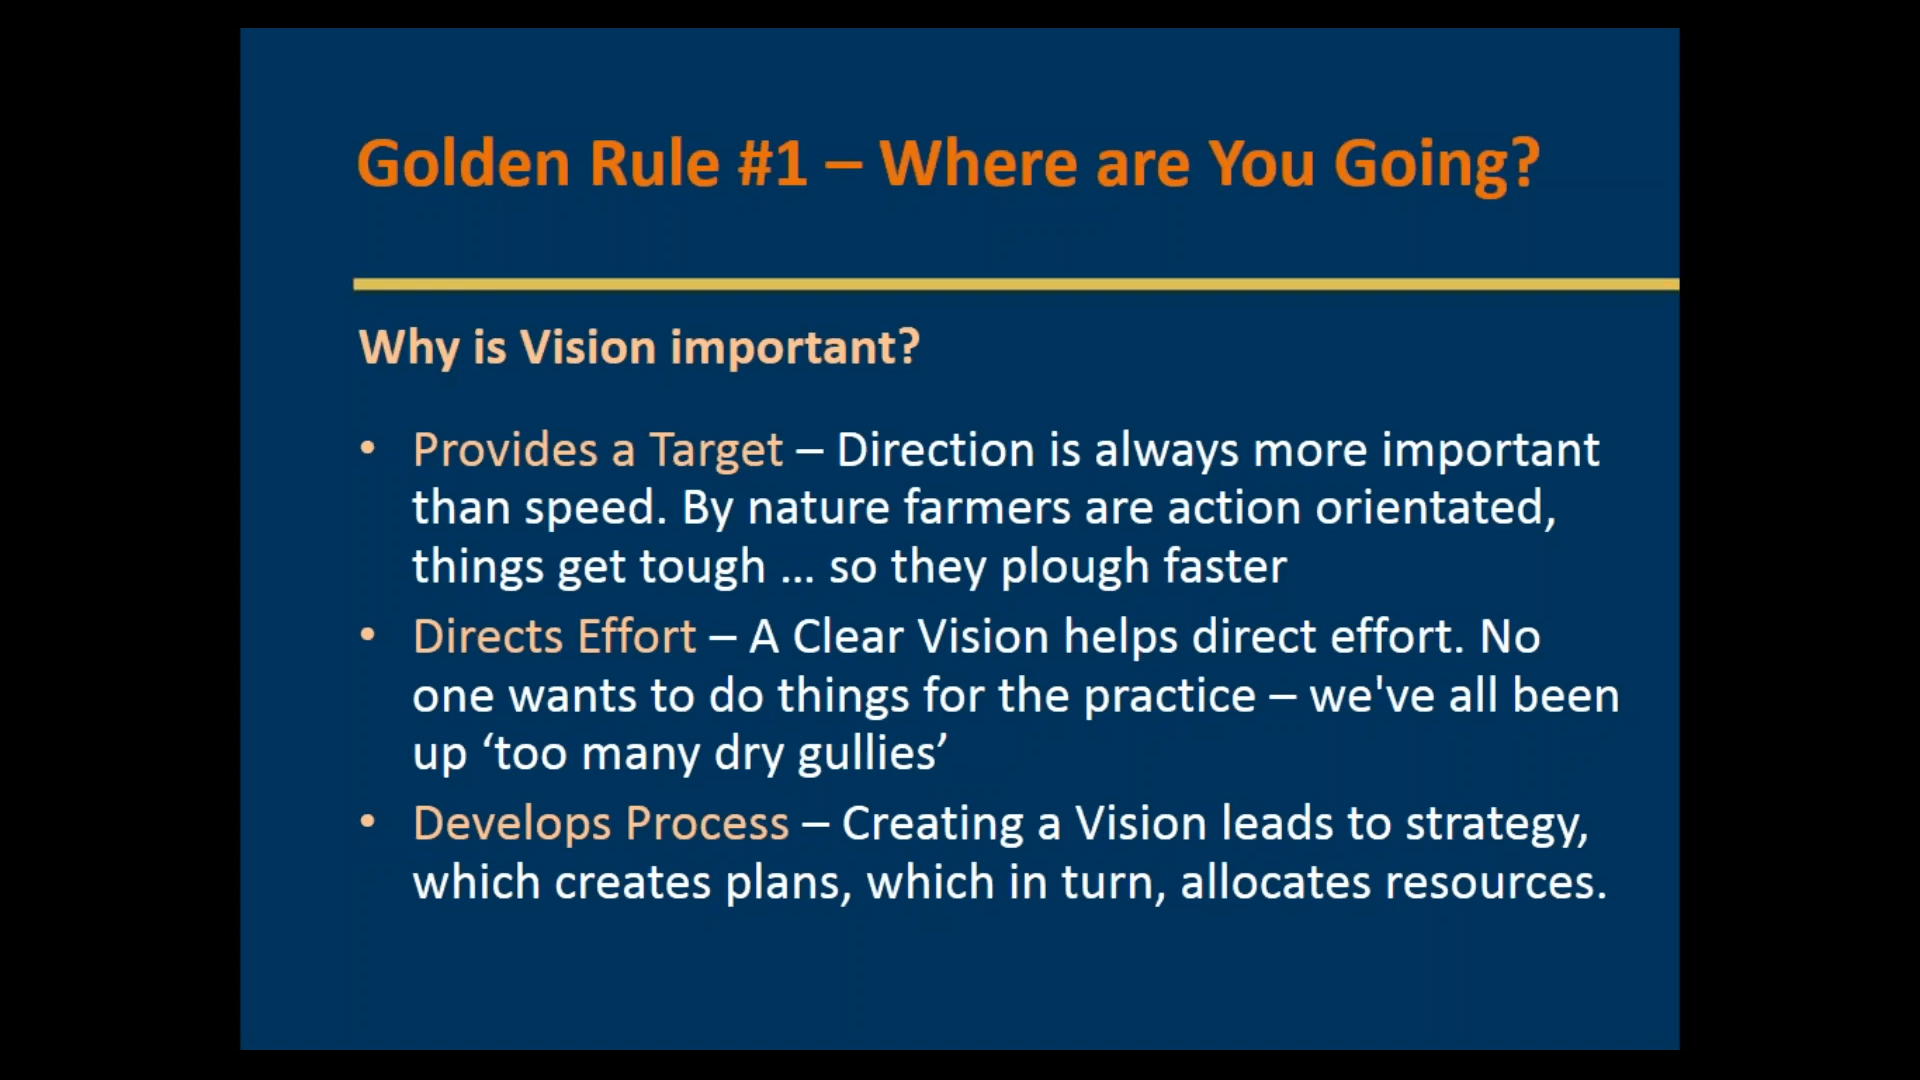 Golden Rule #1 – Where are You Going?
Why is Vision important?
• Provides a Target – Direction is always more important
than speed. By nature farmers are action orientated,
things get tough ... so they plough faster
• Directs Effort – A Clear Vision helps direct effort. No
one wants to do things for the practice – we've all been
up ‘too many dry gullies’
• Develops Process – Creating a Vision leads to strategy,
which creates plans, which in turn, allocates resources.